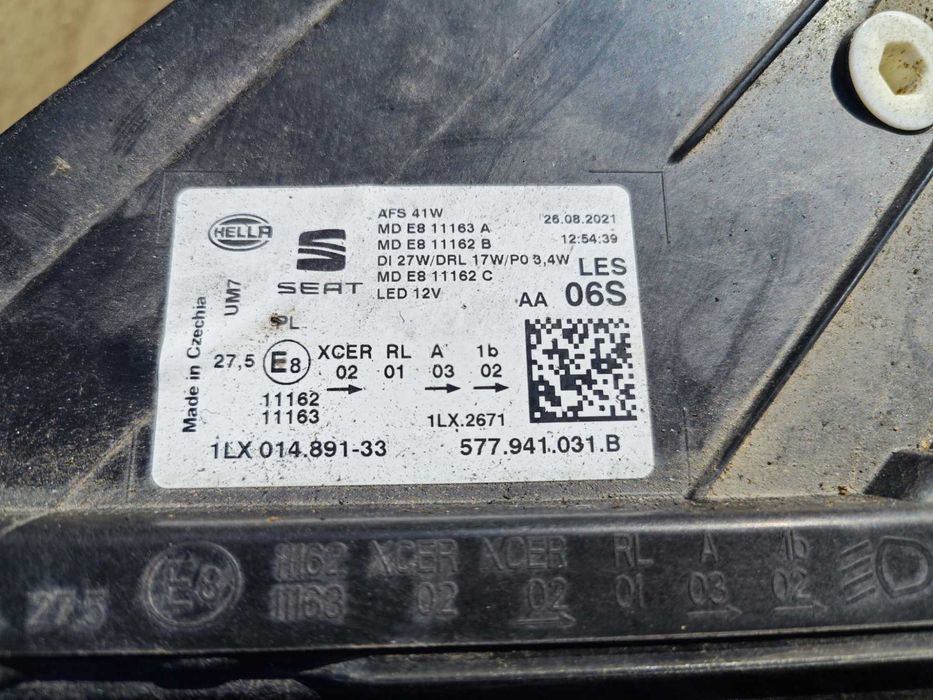 HELLA
SEAT
AFS 41W
MD E8 11163 A
MD E8 11162 B
DI 27W/DRL 17W/PO 3,4W
MD E8 11162 C
LED 12V
26.08.2021
12:54:39
LES
AA 06S
Made in Czechia
UM7
PL
27,5 E8 XCER RL A 1b
02 01 03 02
11162
11163
1LX.2671
1LX 014.891-33 577.941.031.B
27,5 E8 11162 XCER XCER RL A 1b
11163 02 02 01 03 02